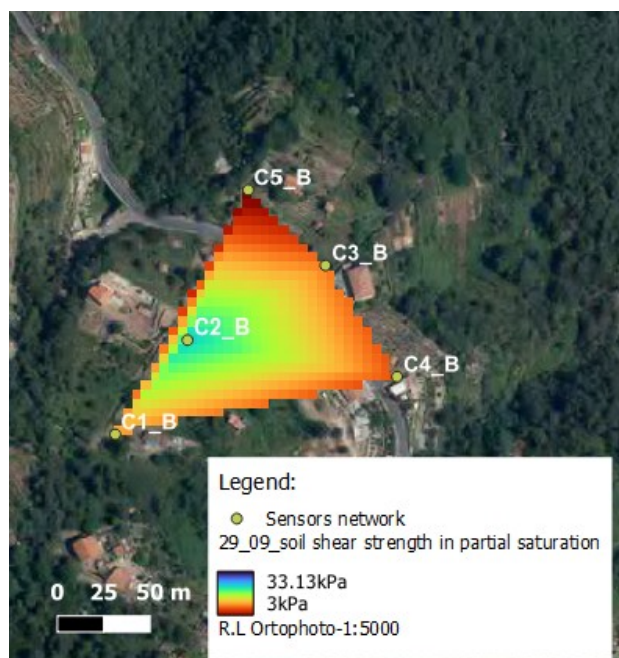 C5_B
C3_B
C2_B
C4_B
C1_B
Legend:
Sensors network
29_09_soil shear strength in partial saturation
33.13kPa
3kPa
R.L Ortophoto-1:5000
0 25 50 m